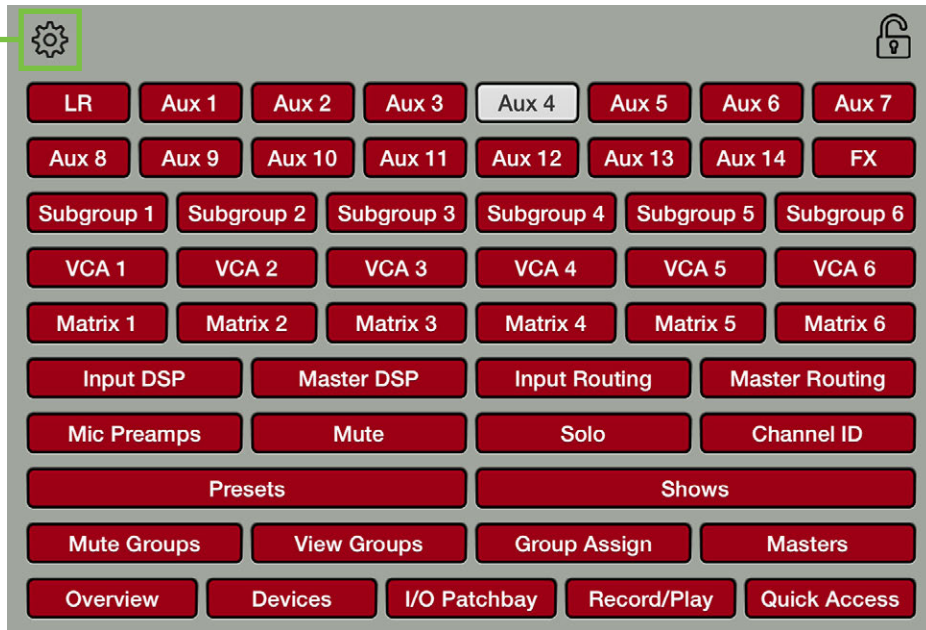 LR Aux 1 Aux 2 Aux 3 Aux 4 Aux 5 Aux 6 Aux 7
Aux 8 Aux 9 Aux 10 Aux 11 Aux 12 Aux 13 Aux 14 FX
Subgroup 1 Subgroup 2 Subgroup 3 Subgroup 4 Subgroup 5 Subgroup 6
VCA 1 VCA 2 VCA 3 VCA 4 VCA 5 VCA 6
Matrix 1 Matrix 2 Matrix 3 Matrix 4 Matrix 5 Matrix 6
Input DSP Master DSP Input Routing Master Routing
Mic Preamps Mute Solo Channel ID
Presets Shows
Mute Groups View Groups Group Assign Masters
Overview Devices I/O Patchbay Record/Play Quick Access